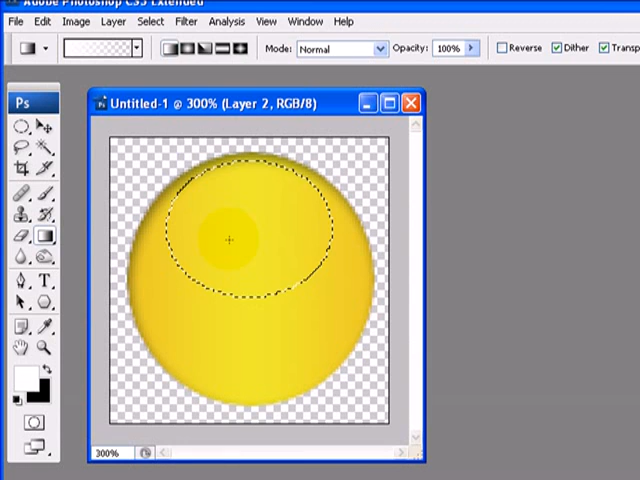 Adobe Photoshop CS3 Extended
File Edit Image Layer Select Filter Analysis View Window Help
Mode: Normal Opacity: 100% Reverse Dither Transp
Ps
Untitled-1 @ 300% (Layer 2, RGB/8)
T
300%